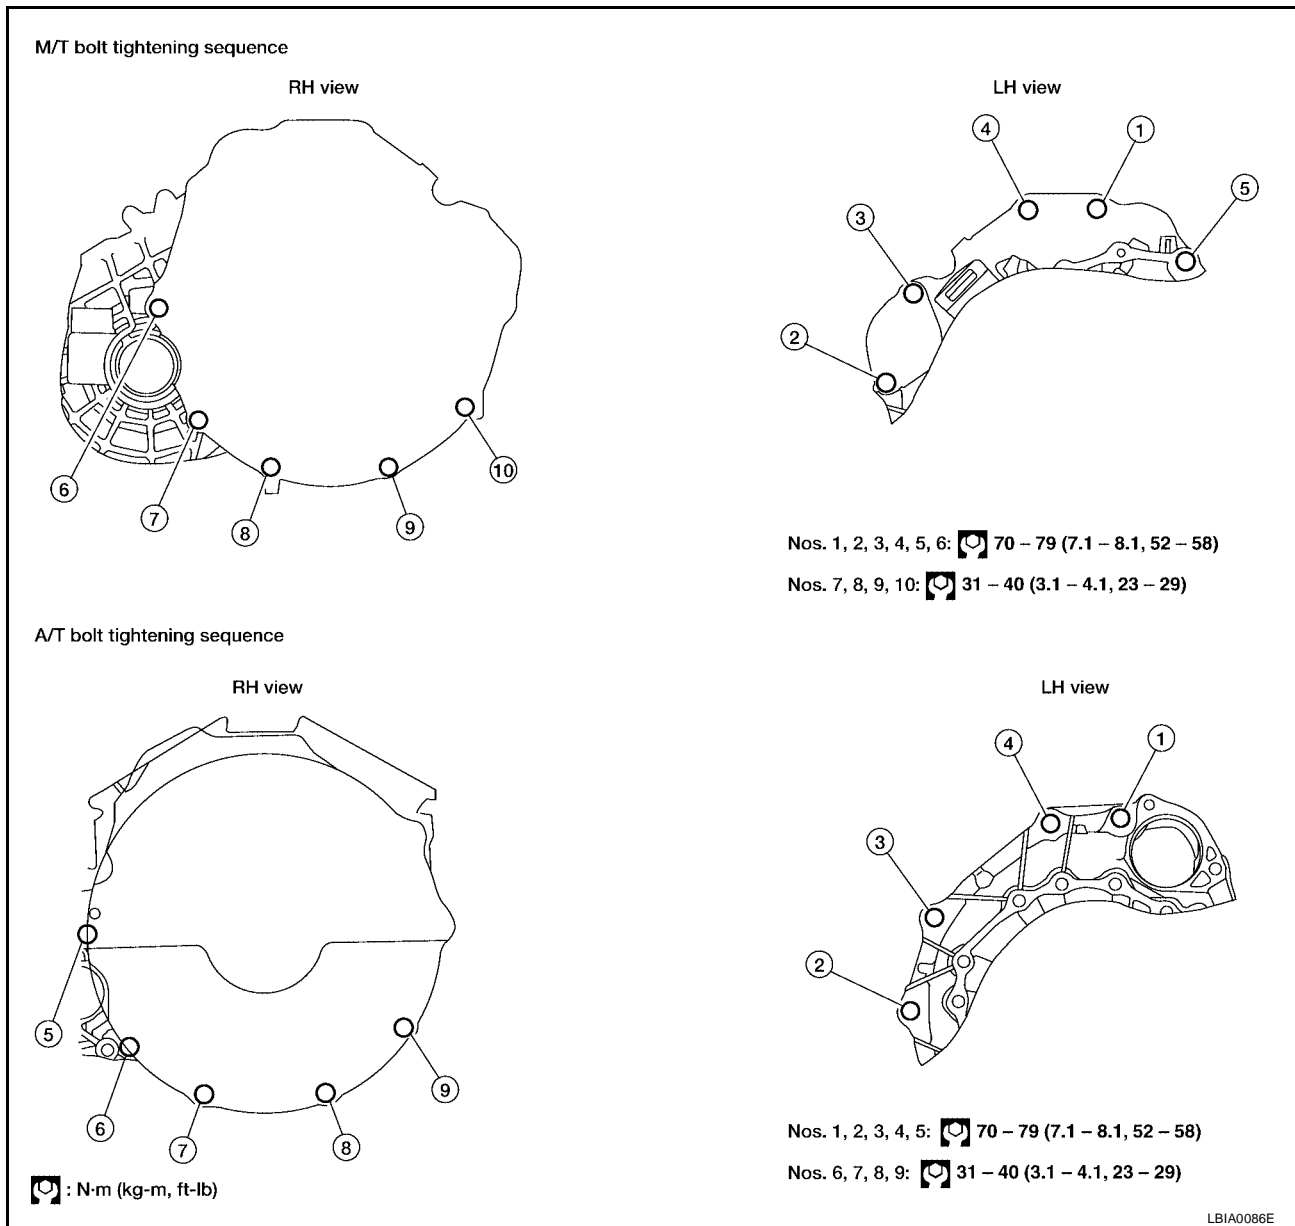 M/T bolt tightening sequence
RH view
LH view
4
1
5
3
2
6
7
8
9
10
Nos. 1, 2, 3, 4, 5, 6: 70 – 79 (7.1 – 8.1, 52 – 58)
Nos. 7, 8, 9, 10: 31 – 40 (3.1 – 4.1, 23 – 29)
A/T bolt tightening sequence
RH view
LH view
4
1
3
2
5
6
7
8
9
Nos. 1, 2, 3, 4, 5: 70 – 79 (7.1 – 8.1, 52 – 58)
Nos. 6, 7, 8, 9: 31 – 40 (3.1 – 4.1, 23 – 29)
: N·m (kg-m, ft-lb)
LBIA0086E